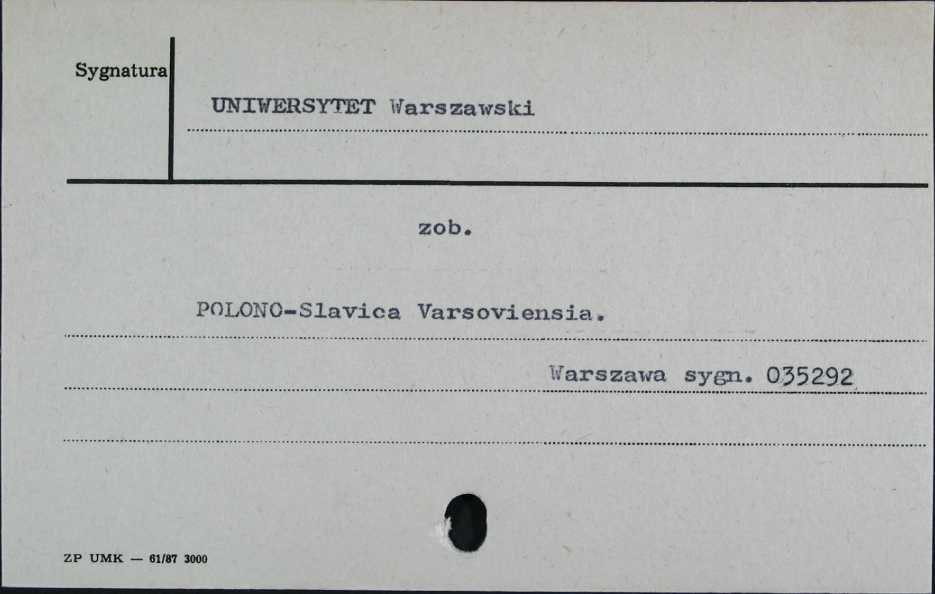 Sygnatura
UNIWERSYTET Warszawski
zob.
POLONO-Slavica Varsoviensia.
Warszawa sygn. 035292
ZP UMK — 61/87 3000